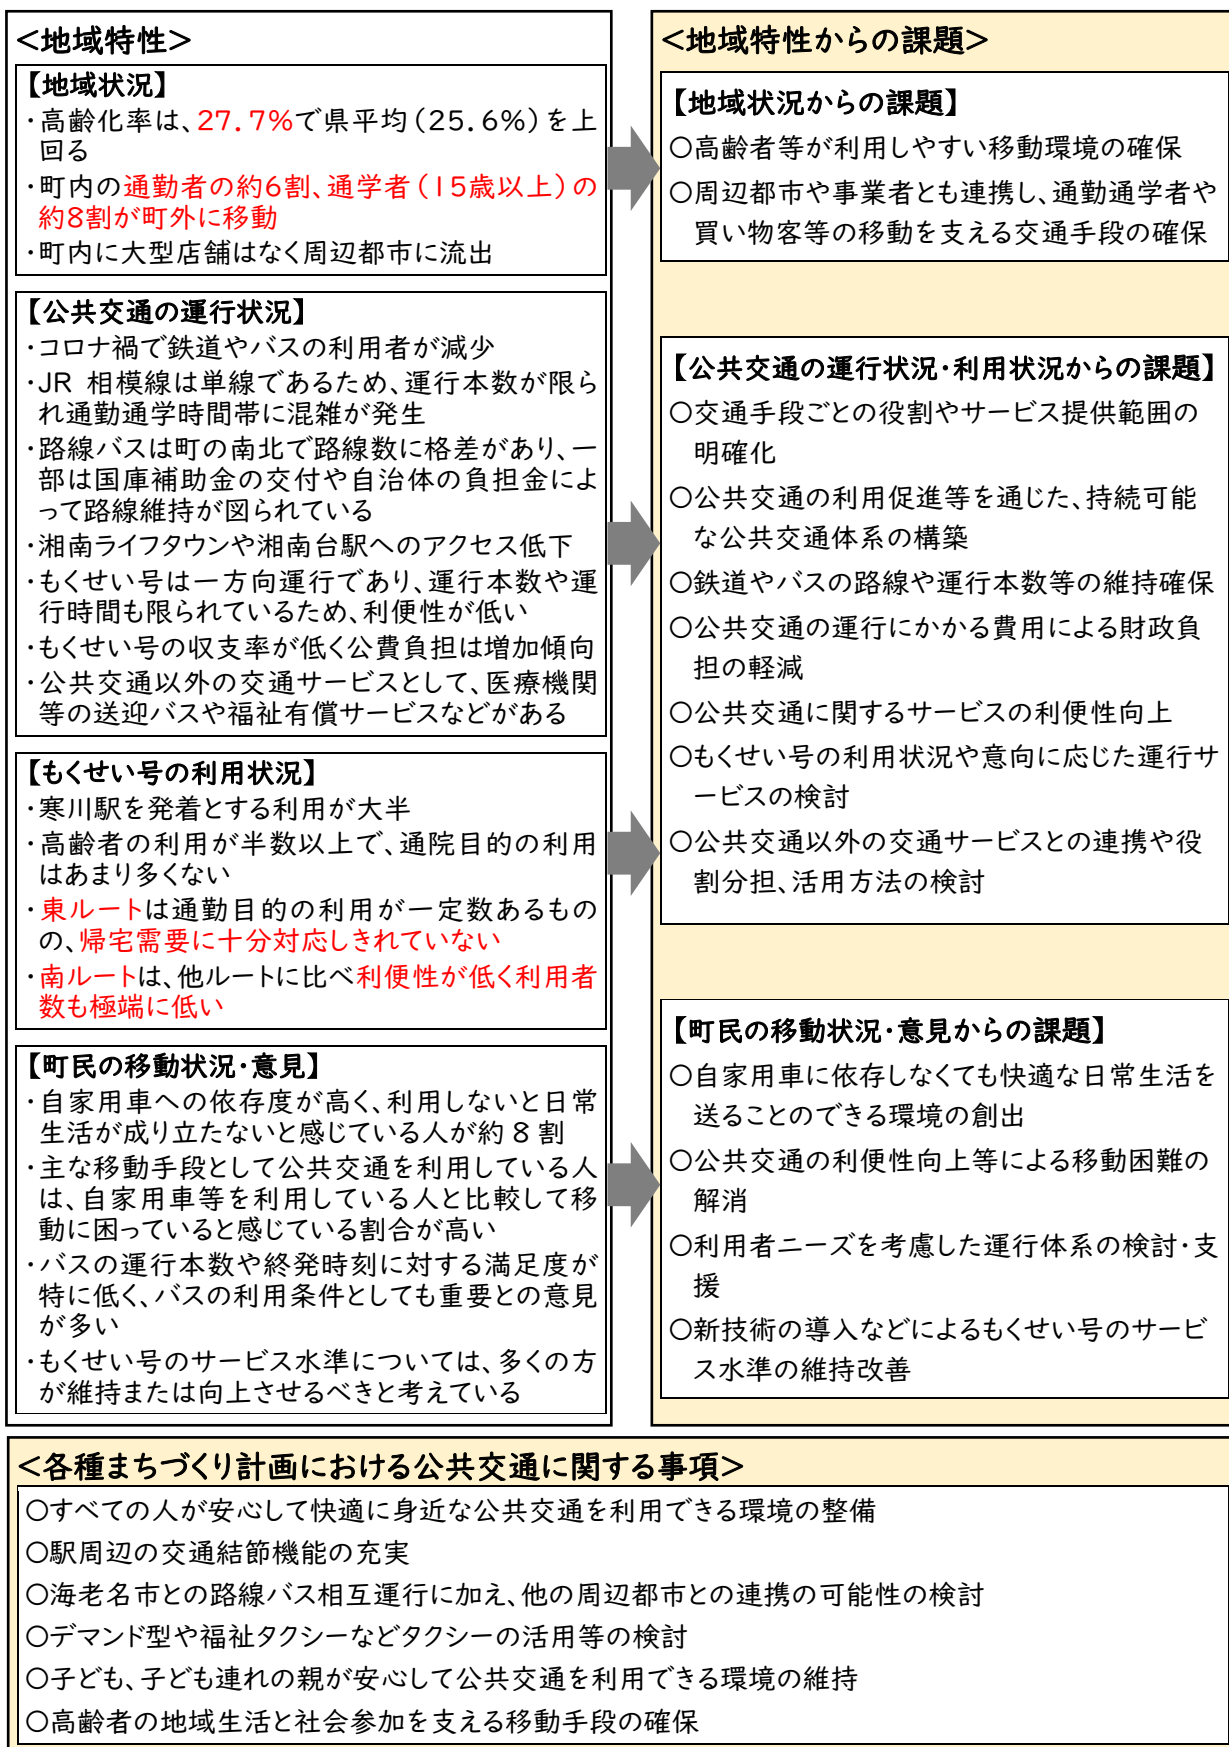 <地域特性>
【地域状況】
・高齢化率は、27.7%で県平均(25.6%)を上
回る
・町内の通勤者の約6割、通学者(15歳以上)の
約8割が町外に移動
・町内に大型店舗はなく周辺都市に流出
【公共交通の運行状況】
・コロナ禍で鉄道やバスの利用者が減少
・JR 相模線は単線であるため、運行本数が限ら
れ通勤通学時間帯に混雑が発生
・路線バスは町の南北で路線数に格差があり、一
部は国庫補助金の交付や自治体の負担金によ
って路線維持が図られている
・湘南ライフタウンや湘南台駅へのアクセス低下
・もくせい号は一方向運行であり、運行本数や運
行時間も限られているため、利便性が低い
・もくせい号の収支率が低く公費負担は増加傾向
・公共交通以外の交通サービスとして、医療機関
等の送迎バスや福祉有償サービスなどがある
【もくせい号の利用状況】
・寒川駅を発着とする利用が大半
・高齢者の利用が半数以上で、通院目的の利用
はあまり多くない
・東ルートは通勤目的の利用が一定数あるもの
の、帰宅需要に十分対応しきれていない
・南ルートは、他ルートに比べ利便性が低く利用者
数も極端に低い
【町民の移動状況・意見】
・自家用車への依存度が高く、利用しないと日常
生活が成り立たないと感じている人が約 8 割
・主な移動手段として公共交通を利用している人
は、自家用車等を利用している人と比較して移
動に困っていると感じている割合が高い
・バスの運行本数や終発時刻に対する満足度が
特に低く、バスの利用条件としても重要との意見
が多い
・もくせい号のサービス水準については、多くの方
が維持または向上させるべきと考えている
<地域特性からの課題>
【地域状況からの課題】
○高齢者等が利用しやすい移動環境の確保
○周辺都市や事業者とも連携し、通勤通学者や
買い物客等の移動を支える交通手段の確保
【公共交通の運行状況・利用状況からの課題】
○交通手段ごとの役割やサービス提供範囲の
明確化
○公共交通の利用促進等を通じた、持続可能
な公共交通体系の構築
○鉄道やバスの路線や運行本数等の維持確保
○公共交通の運行にかかる費用による財政負
担の軽減
○公共交通に関するサービスの利便性向上
○もくせい号の利用状況や意向に応じた運行サ
ービスの検討
○公共交通以外の交通サービスとの連携や役
割分担、活用方法の検討
【町民の移動状況・意見からの課題】
○自家用車に依存しなくても快適な日常生活を
送ることのできる環境の創出
○公共交通の利便性向上等による移動困難の
解消
○利用者ニーズを考慮した運行体系の検討・支
援
○新技術の導入などによるもくせい号のサービ
ス水準の維持改善
<各種まちづくり計画における公共交通に関する事項>
○すべての人が安心して快適に身近な公共交通を利用できる環境の整備
○駅周辺の交通結節機能の充実
○海老名市との路線バス相互運行に加え、他の周辺都市との連携の可能性の検討
○デマンド型や福祉タクシーなどタクシーの活用等の検討
○子ども、子ども連れの親が安心して公共交通を利用できる環境の維持
○高齢者の地域生活と社会参加を支える移動手段の確保